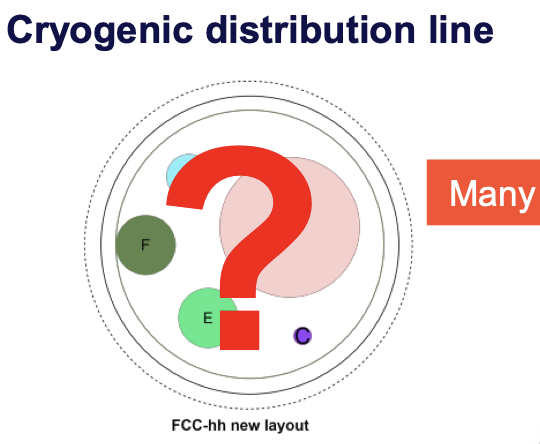 Cryogenic distribution line
Many
?
F
E
C
FCC-hh new layout